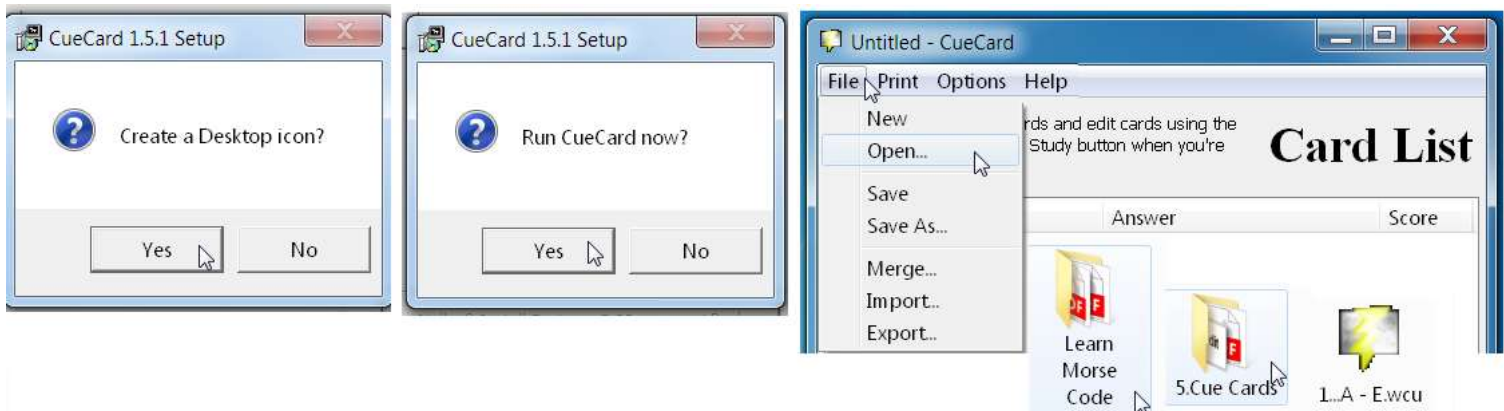 CueCard 1.5.1 Setup
Create a Desktop icon?
Yes No
CueCard 1.5.1 Setup
Run CueCard now?
Yes No
Untitled - CueCard
File Print Options Help
New
Open...
Save
Save As...
Merge...
Import...
Export...
rds and edit cards using the
Study button when you're
Card List
Answer Score
Learn
Morse
Code
5.Cue Cards
1...A - E.wcu